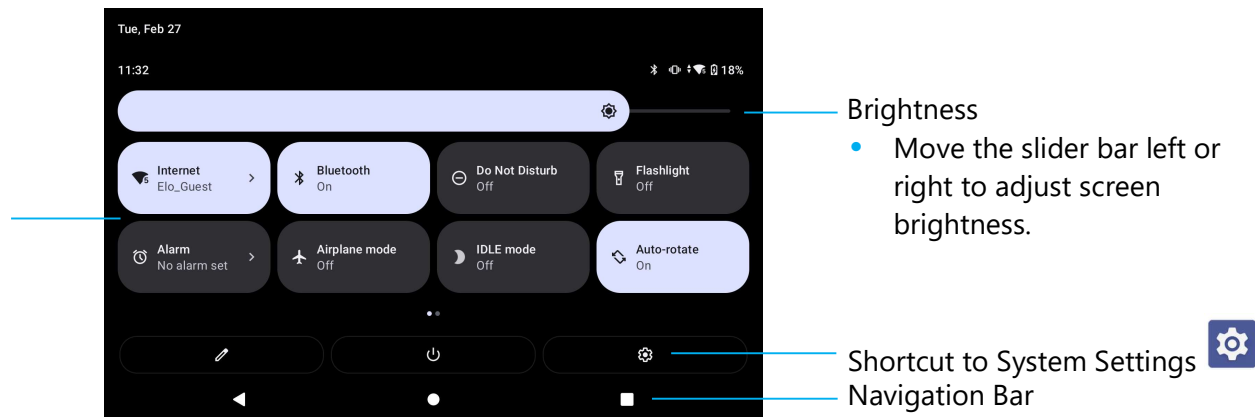 Tue, Feb 27
11:32
18%
Brightness
• Move the slider bar left or
right to adjust screen
brightness.
Internet
Elo_Guest
Bluetooth
On
Do Not Disturb
Off
Flashlight
Off
Alarm
No alarm set
Airplane mode
Off
IDLE mode
Off
Auto-rotate
On
Shortcut to System Settings
Navigation Bar